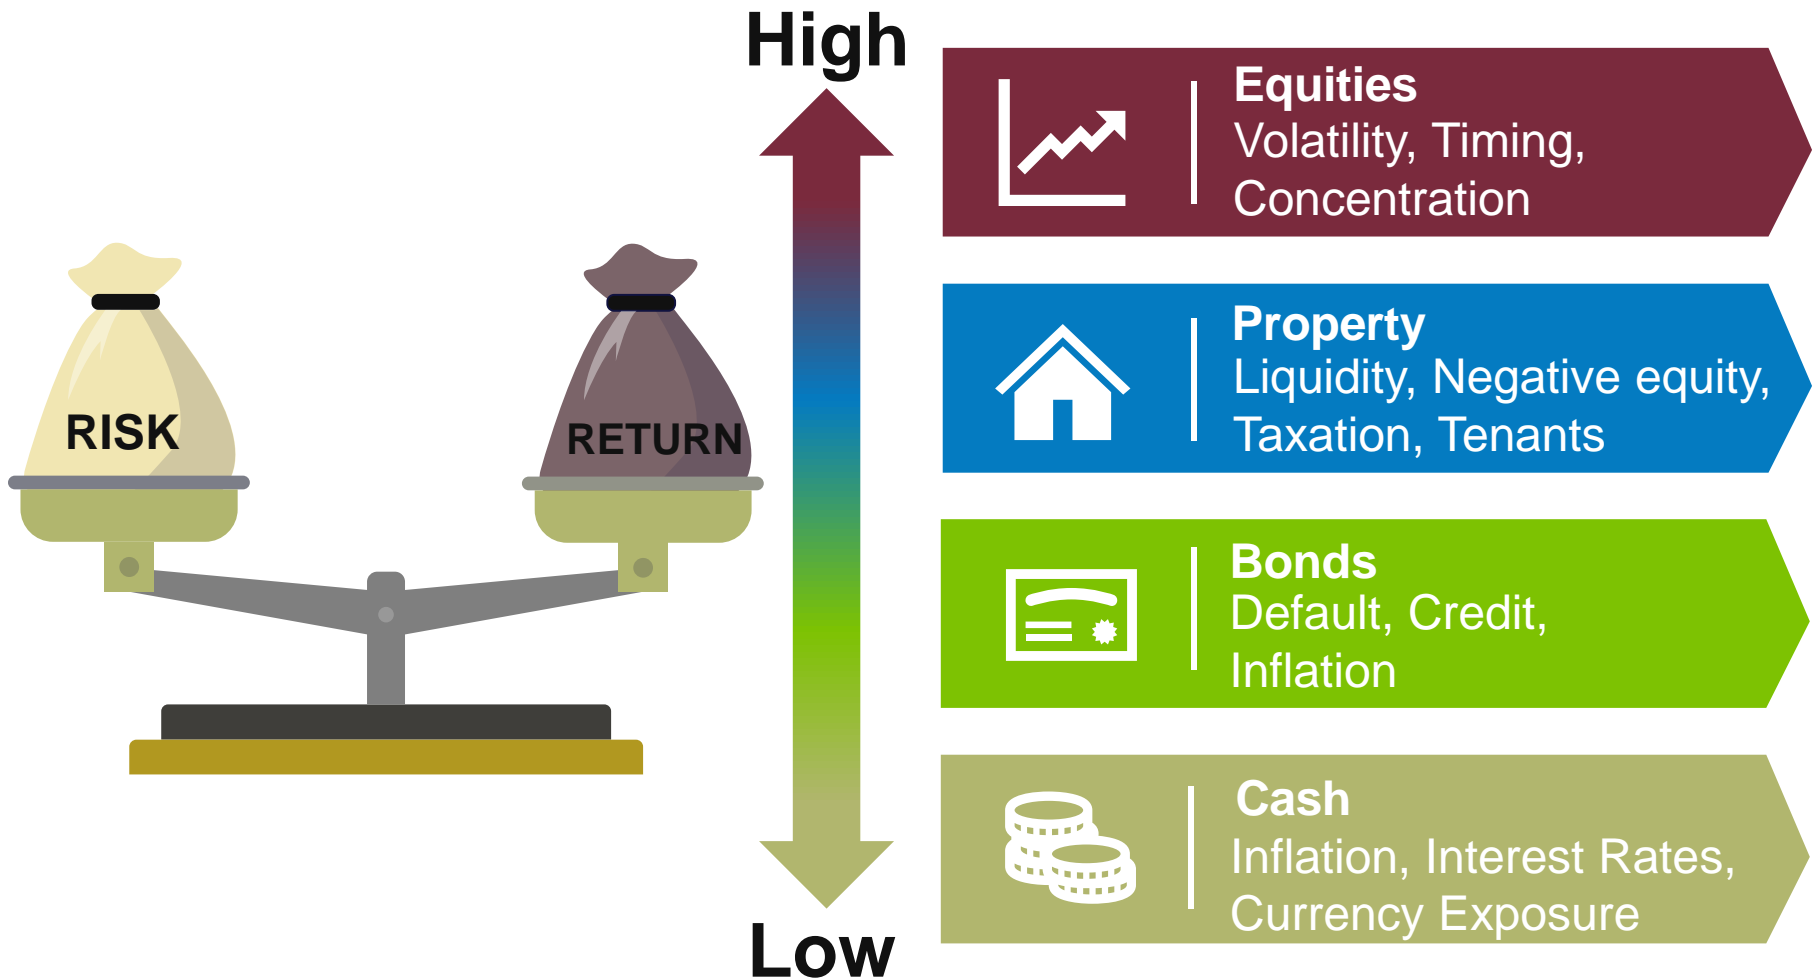 High
RISK
RETURN
Low
Equities
Volatility, Timing,
Concentration
Property
Liquidity, Negative equity,
Taxation, Tenants
Bonds
Default, Credit,
Inflation
Cash
Inflation, Interest Rates,
Currency Exposure